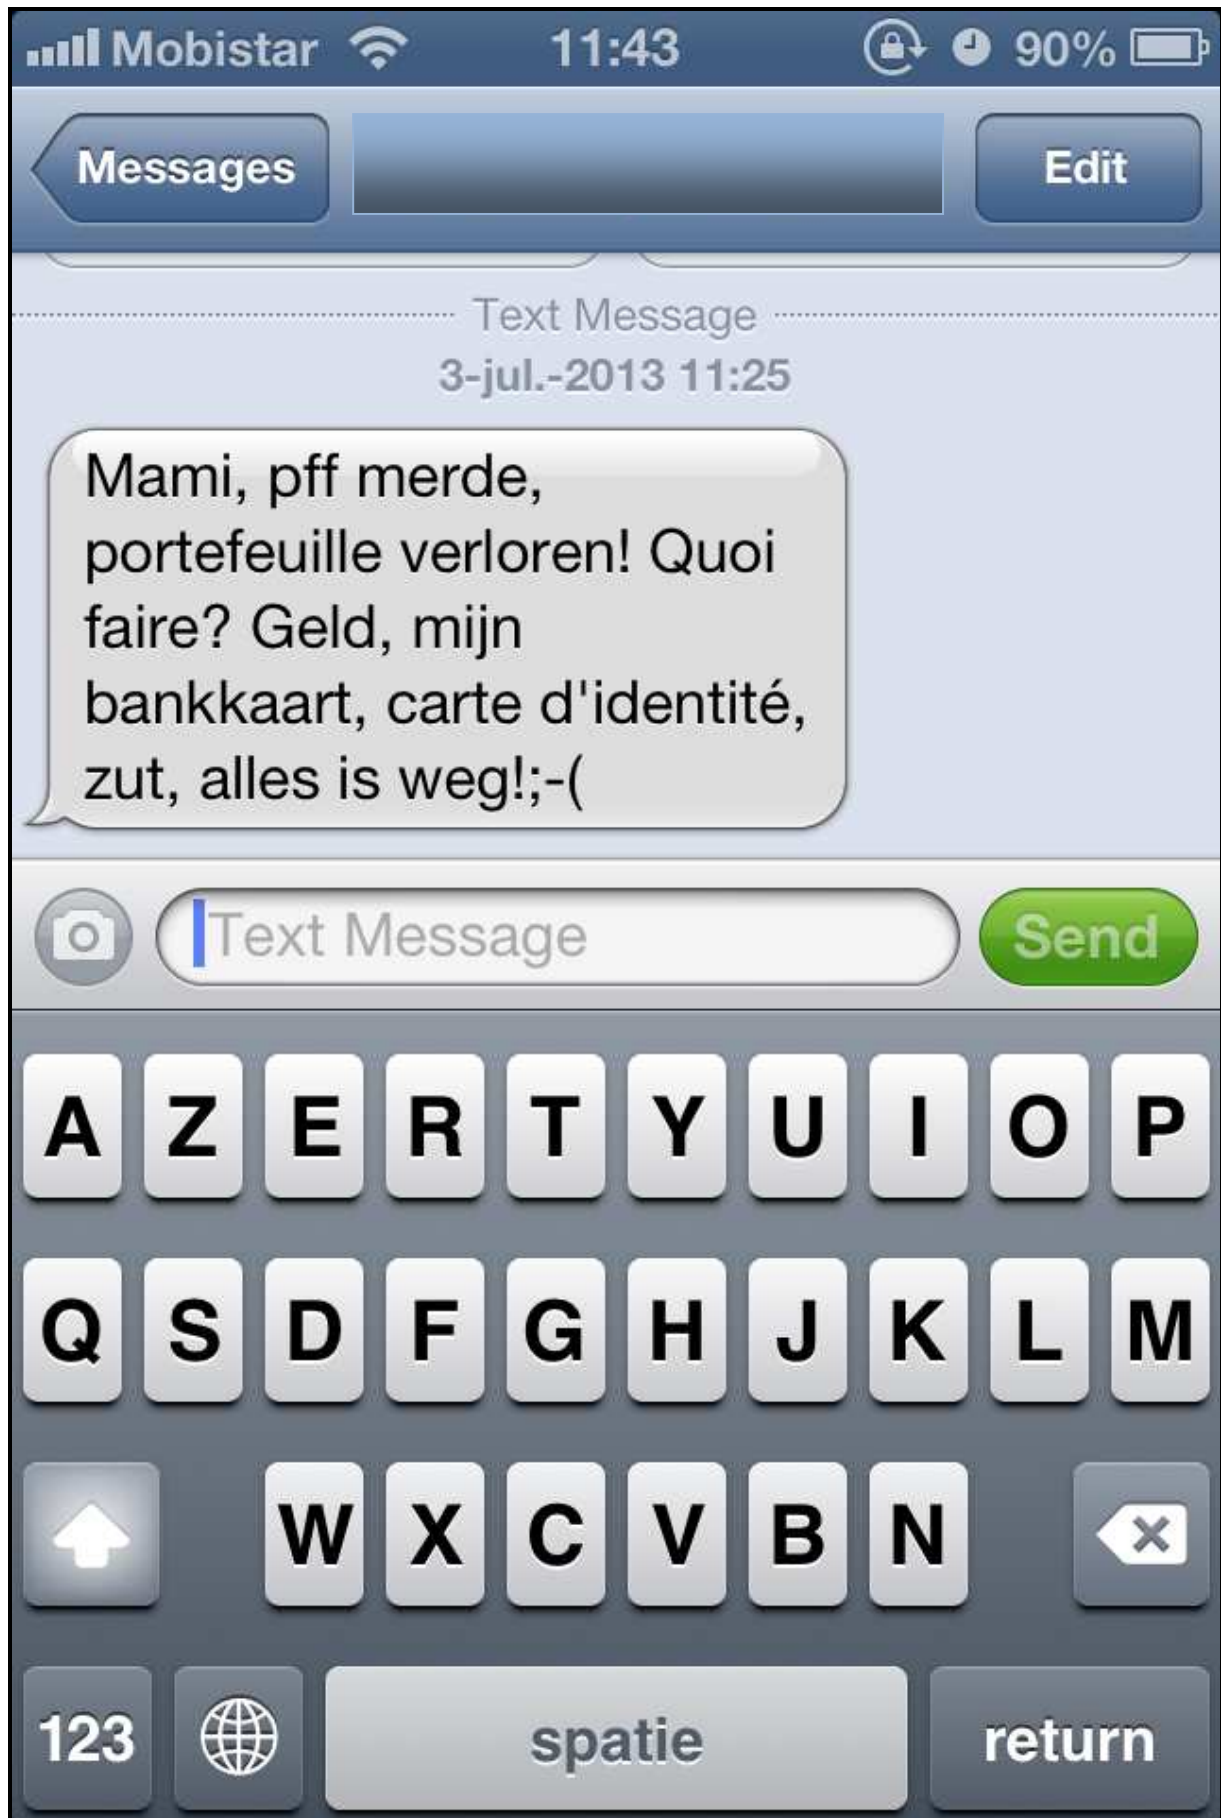 Mobistar 11:43 90%
Messages Edit
Text Message
3-jul.-2013 11:25
Mami, pff merde,
portefeuille verloren! Quoi
faire? Geld, mijn
bankkaart, carte d'identité,
zut, alles is weg!;-(
Text Message Send
A Z E R T Y U I O P
Q S D F G H J K L M
W X C V B N
123 spatie return